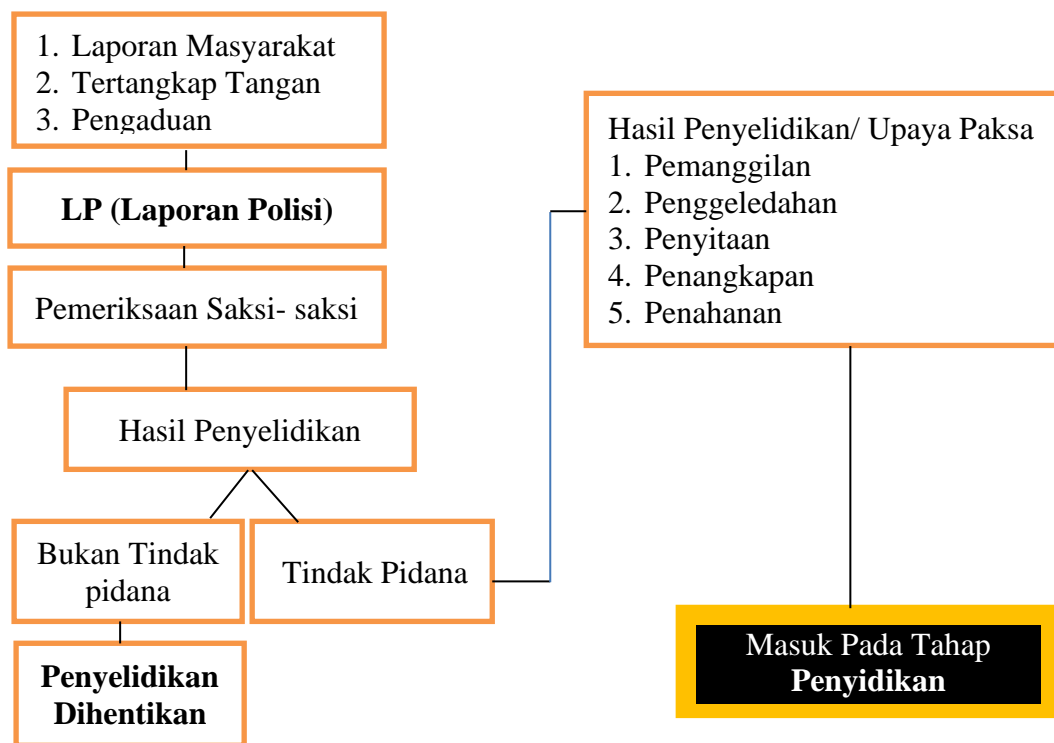 1. Laporan Masyarakat
2. Tertangkap Tangan
3. Pengaduan
LP (Laporan Polisi)
Pemeriksaan Saksi- saksi
Hasil Penyelidikan
Bukan Tindak
pidana
Tindak Pidana
Penyelidikan
Dihentikan
Hasil Penyelidikan/ Upaya Paksa
1. Pemanggilan
2. Penggeledahan
3. Penyitaan
4. Penangkapan
5. Penahanan
Masuk Pada Tahap
Penyidikan